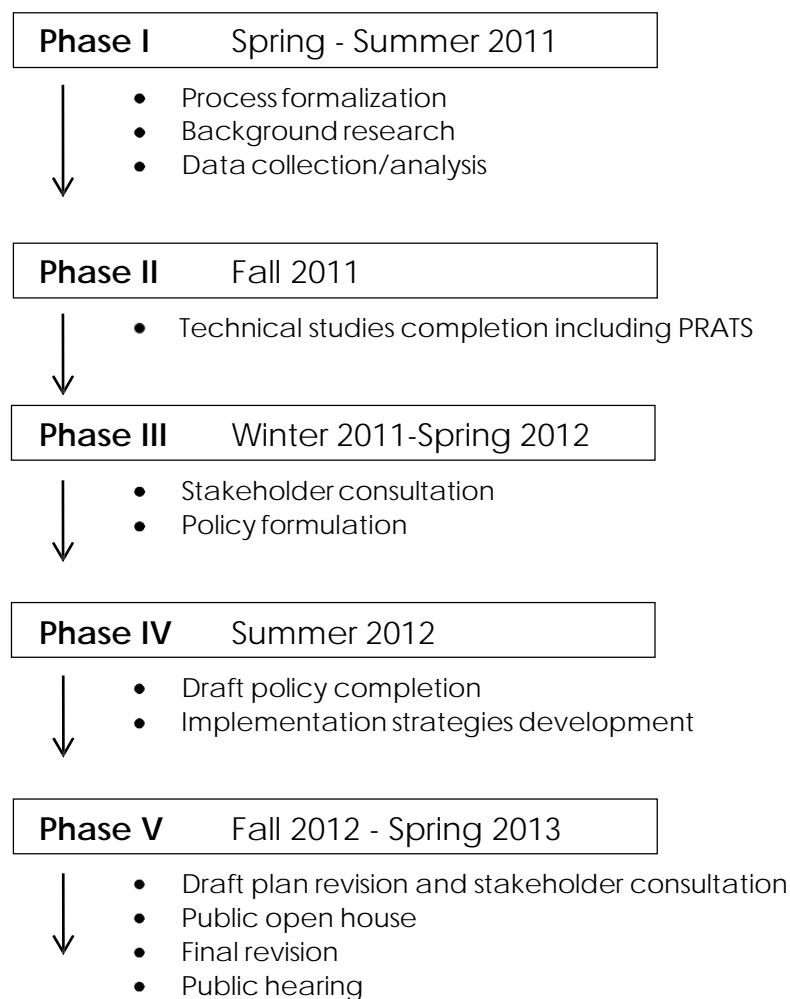 Phase I Spring - Summer 2011
• Process formalization
• Background research
• Data collection/analysis
Phase II Fall 2011
• Technical studies completion including PRATS
Phase III Winter 2011-Spring 2012
• Stakeholder consultation
• Policy formulation
Phase IV Summer 2012
• Draft policy completion
• Implementation strategies development
Phase V Fall 2012 - Spring 2013
• Draft plan revision and stakeholder consultation
• Public open house
• Final revision
• Public hearing